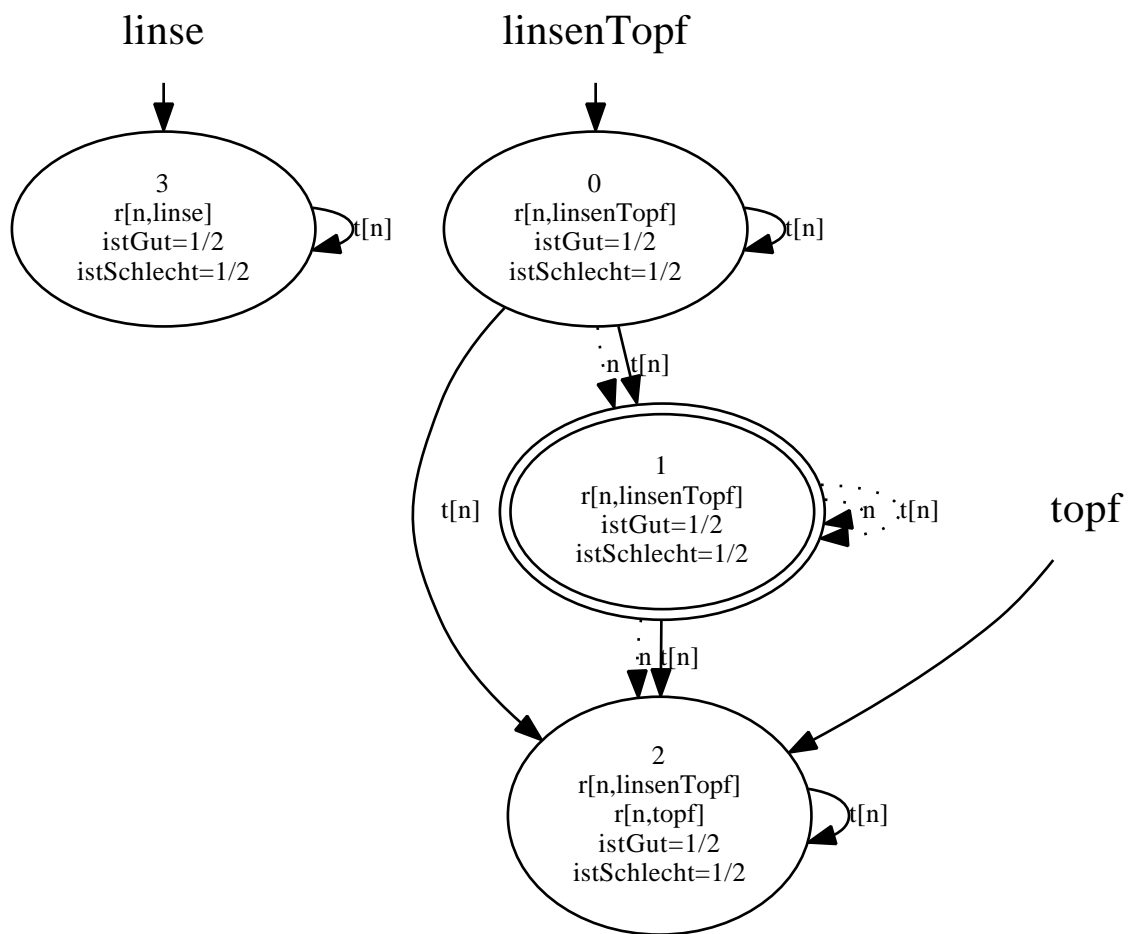 linse
linsenTopf
3
r[n,linse]
istGut=1/2
istSchlecht=1/2
t[n]
0
r[n,linsenTopf]
istGut=1/2
istSchlecht=1/2
t[n]
n
t[n]
1
r[n,linsenTopf]
istGut=1/2
istSchlecht=1/2
n
t[n]
t[n]
topf
n
t[n]
2
r[n,linsenTopf]
r[n,topf]
istGut=1/2
istSchlecht=1/2
t[n]